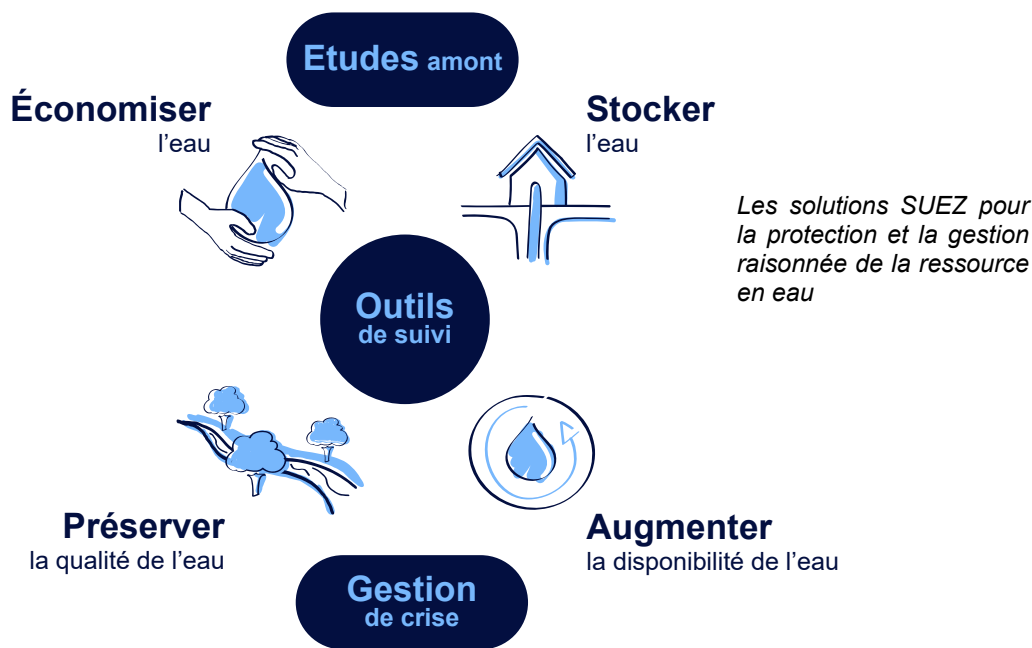 Etudes amont
Économiser
l'eau
Stocker
l'eau
Les solutions SUEZ pour
la protection et la gestion
raisonnée de la ressource
en eau
Outils
de suivi
Préserver
la qualité de l'eau
Augmenter
la disponibilité de l'eau
Gestion
de crise